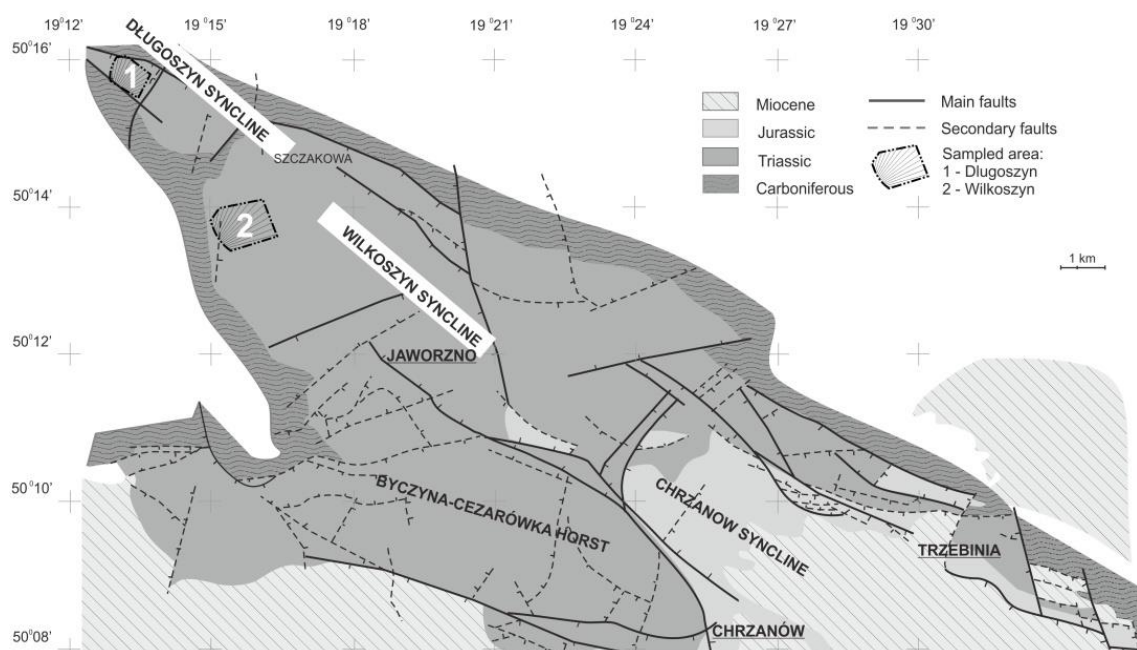 19°12' 19°15' 19°18' 19°21' 19°24' 19°27' 19°30'
50°16'
50°14'
50°12'
50°10'
50°08'
1
DŁUGOSZYN SYNCLINE
SZCZAKOWA
2
WILKOSZYN SYNCLINE
JAWORZNO
BYCZYNA-CEZARÓWKA HORST
CHRZANOW SYNCLINE
TRZEBINIA
CHRZANÓW
Miocene
Jurassic
Triassic
Carboniferous
Main faults
Secondary faults
Sampled area:
1 - Dlugoszyn
2 - Wilkoszyn
1 km